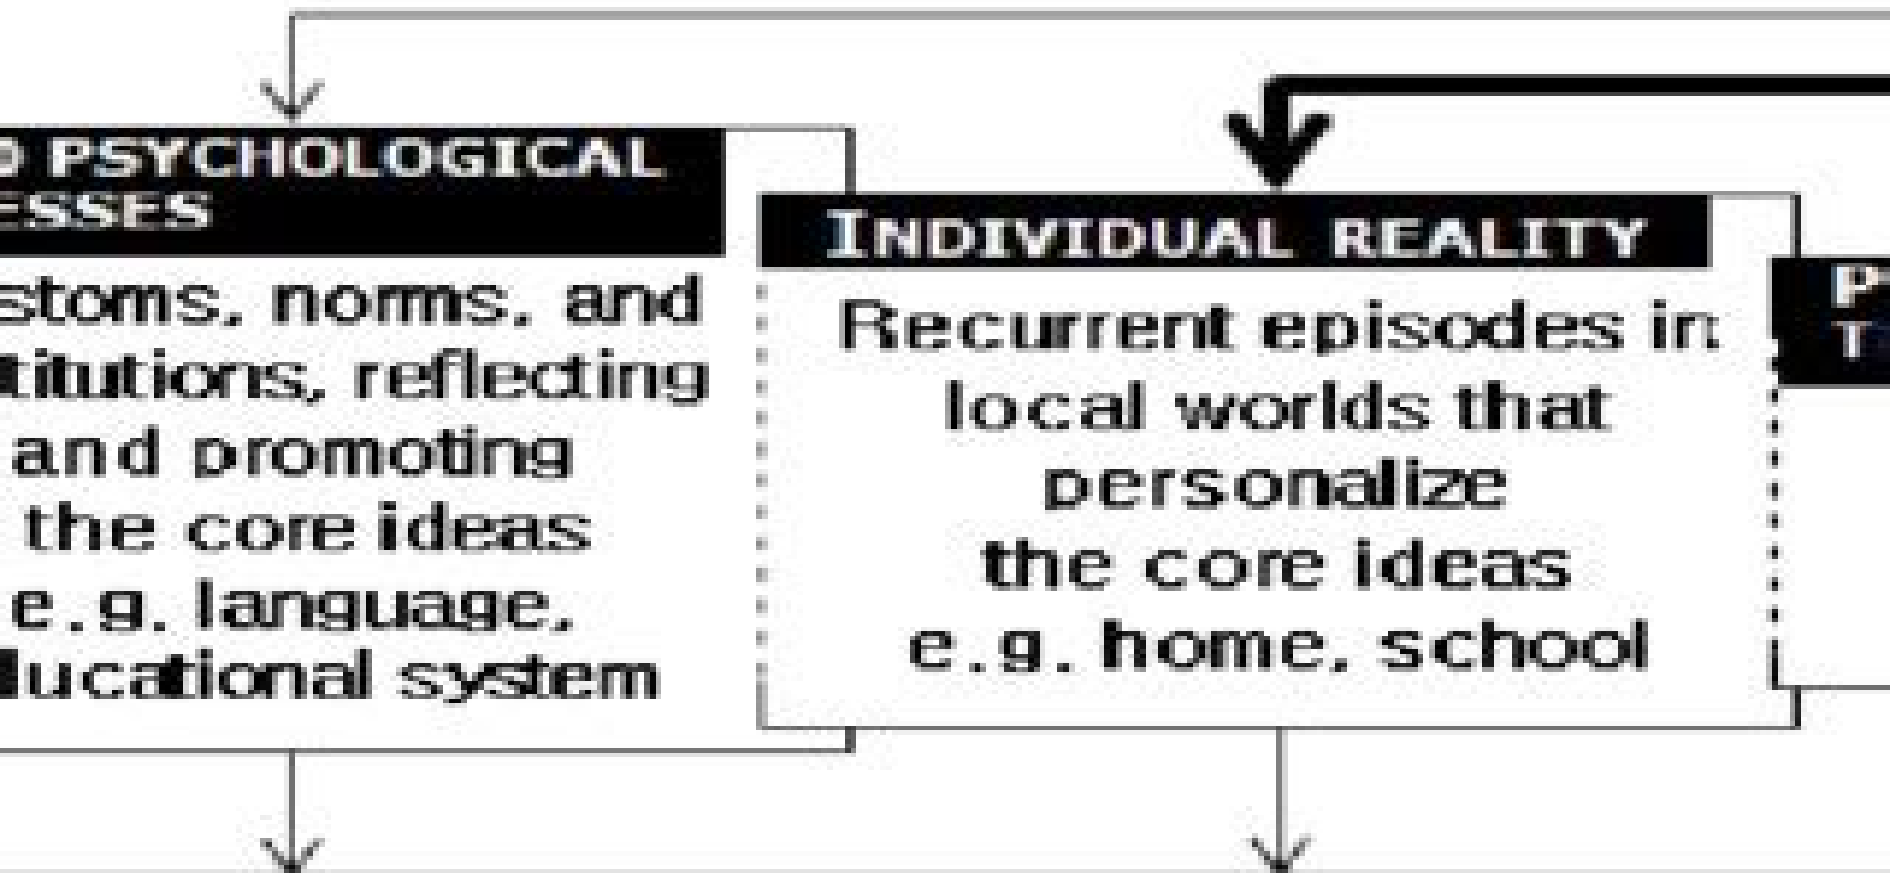 PSYCHOLOGICAL
ESSES
stoms, norms, and
titutions, reflecting
and promoting
the core ideas
e.g. language,
ducational system
INDIVIDUAL REALITY
Recurrent episodes in
local worlds that
personalize
the core ideas
e.g. home, school
P
T